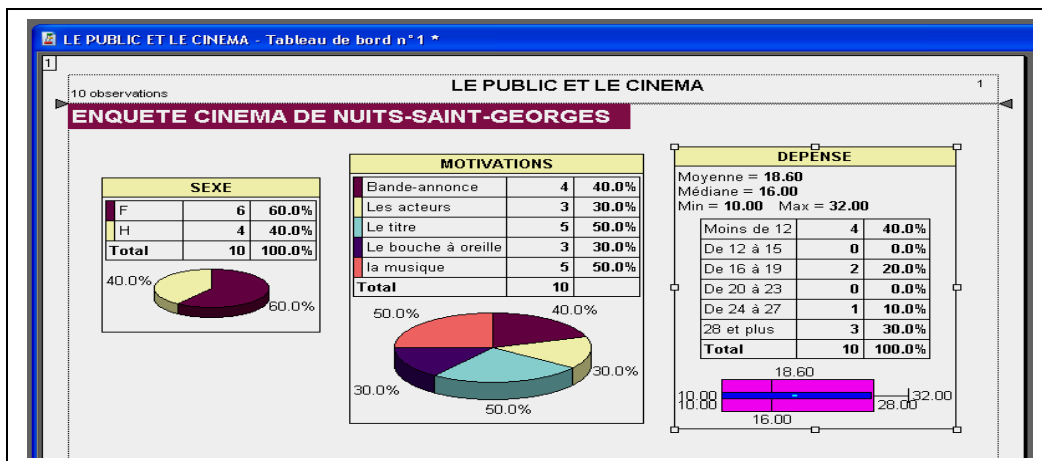 LE PUBLIC ET LE CINEMA - Tableau de bord n°1 *
1
10 observations
LE PUBLIC ET LE CINEMA
1
ENQUETE CINEMA DE NUITS-SAINT-GEORGES
SEXE
F 6 60.0%
H 4 40.0%
Total 10 100.0%
40.0%
60.0%
MOTIVATIONS
Bande-annonce 4 40.0%
Les acteurs 3 30.0%
Le titre 5 50.0%
Le bouche à oreille 3 30.0%
la musique 5 50.0%
Total 10
50.0%
40.0%
30.0%
30.0%
50.0%
DEPENSE
Moyenne = 18.60
Médiane = 16.00
Min = 10.00 Max = 32.00
Moins de 12 4 40.0%
De 12 à 15 0 0.0%
De 16 à 19 2 20.0%
De 20 à 23 0 0.0%
De 24 à 27 1 10.0%
28 et plus 3 30.0%
Total 10 100.0%
18.60
10.00
32.00
10.00
28.00
16.00